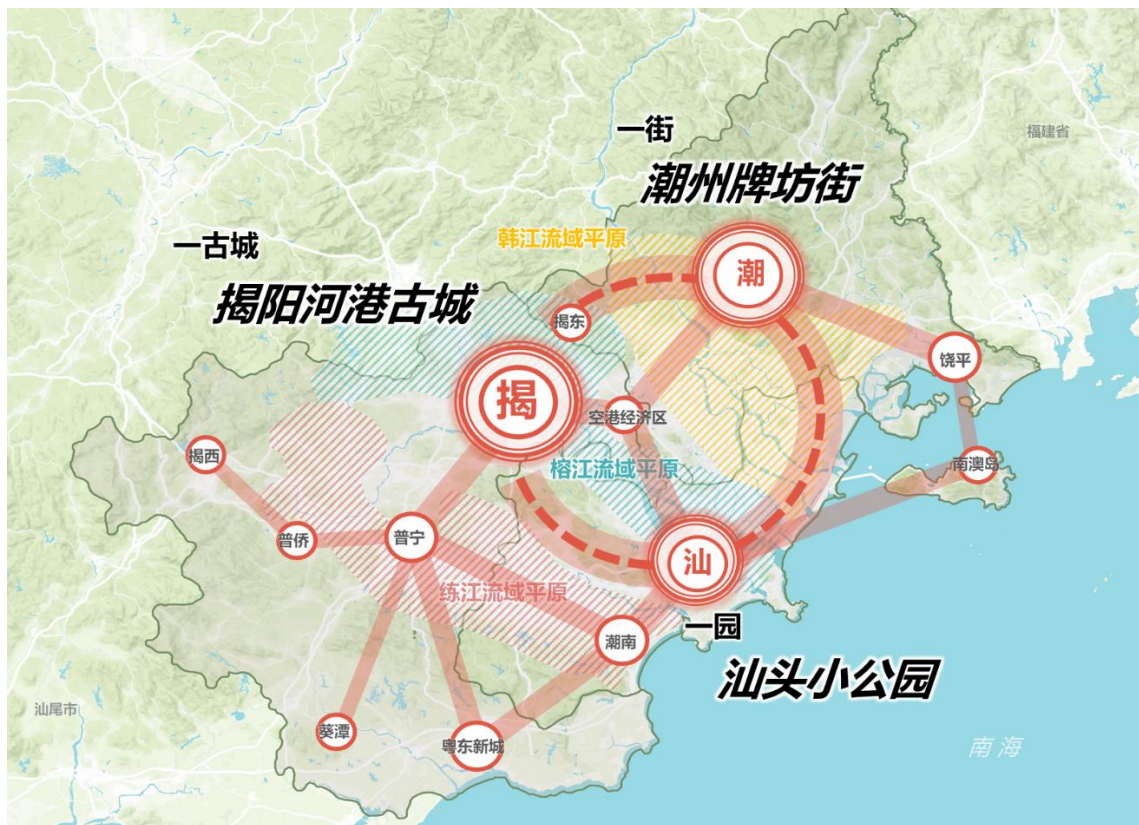 一街
福建省
潮州牌坊街
韩江流域平原
一古城
潮
揭阳河港古城
揭东
饶平
揭
空港经济区
揭西
榕江流域平原
南澳岛
普侨
普宁
汕
练江流域平原
一园
潮南
汕头小公园
汕尾市
葵潭
粤东新城
南海